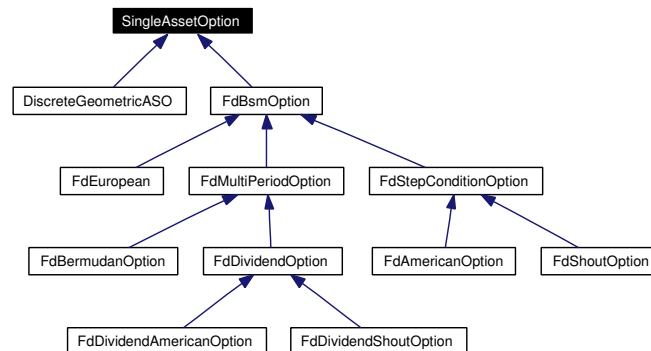 SingleAssetOption
DiscreteGeometricASO
FdBsmOption
FdEuropean
FdMultiPeriodOption
FdStepConditionOption
FdBermudanOption
FdDividendOption
FdAmericanOption
FdShoutOption
FdDividendAmericanOption
FdDividendShoutOption